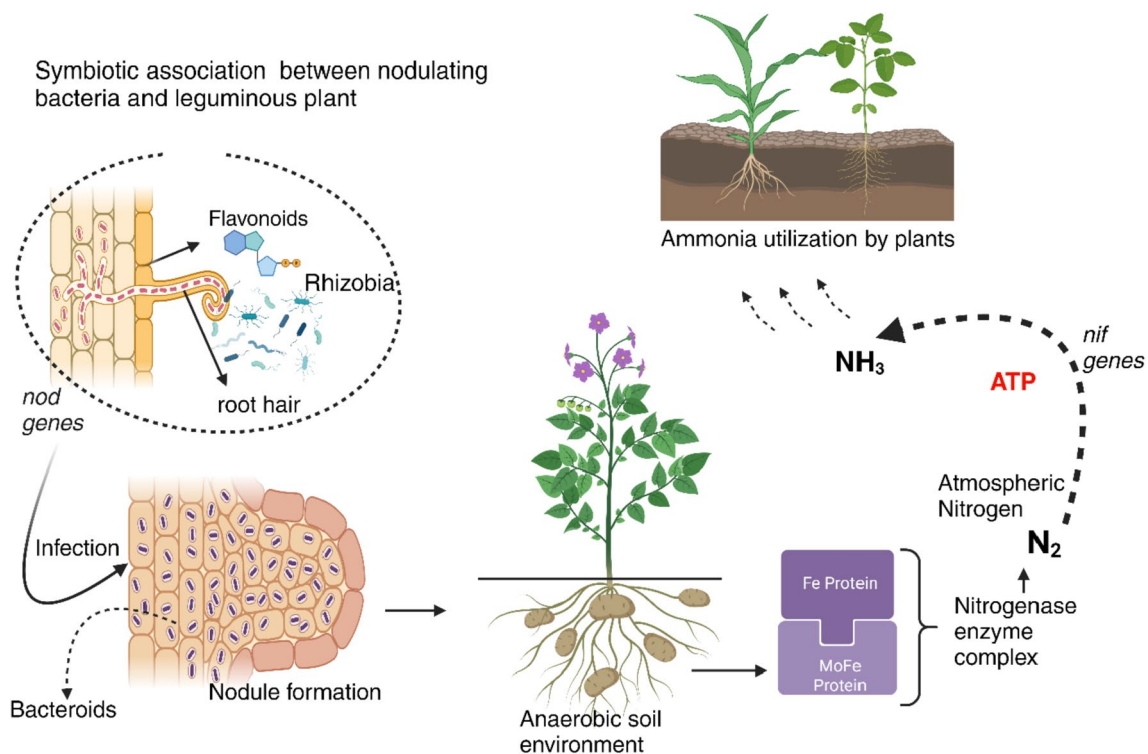 Symbiotic association between nodulating
bacteria and leguminous plant
Flavonoids
Rhizobia
root hair
nod
genes
Infection
Nodule formation
Bacteroids
Anaerobic soil
environment
Fe Protein
MoFe
Protein
Nitrogenase
enzyme
complex
Atmospheric
Nitrogen
N₂
nif
genes
ATP
NH₃
Ammonia utilization by plants